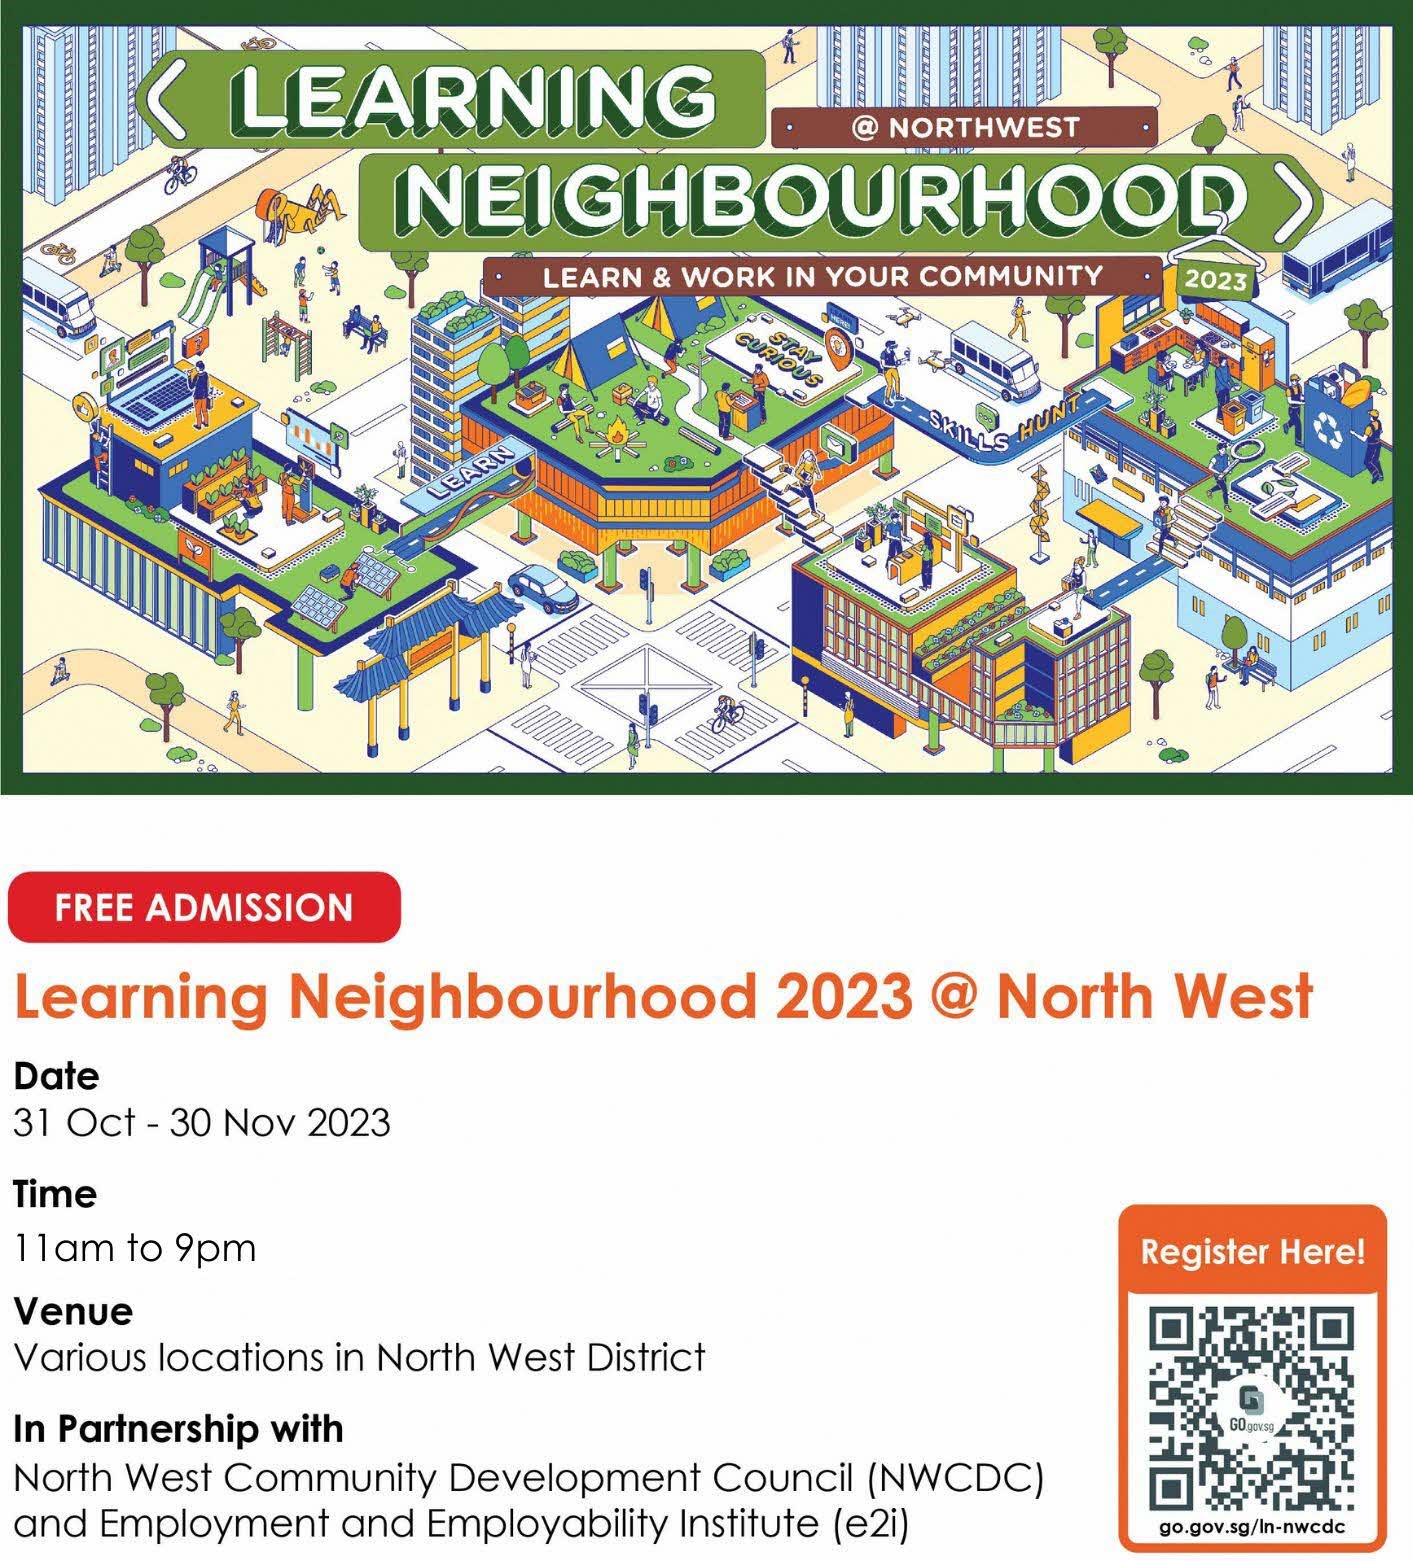 LEARNING
@ NORTHWEST
NEIGHBOURHOOD
LEARN & WORK IN YOUR COMMUNITY
2023
HERE!
STAY
CURIOUS
SKILLS HUNT
LEARN
FREE ADMISSION
Learning Neighbourhood 2023 @ North West
Date
31 Oct - 30 Nov 2023
Time
11am to 9pm
Venue
Various locations in North West District
In Partnership with
North West Community Development Council (NWCDC)
and Employment and Employability Institute (e2i)
Register Here!
GO.gov.sg
go.gov.sg/ln-nwcdc